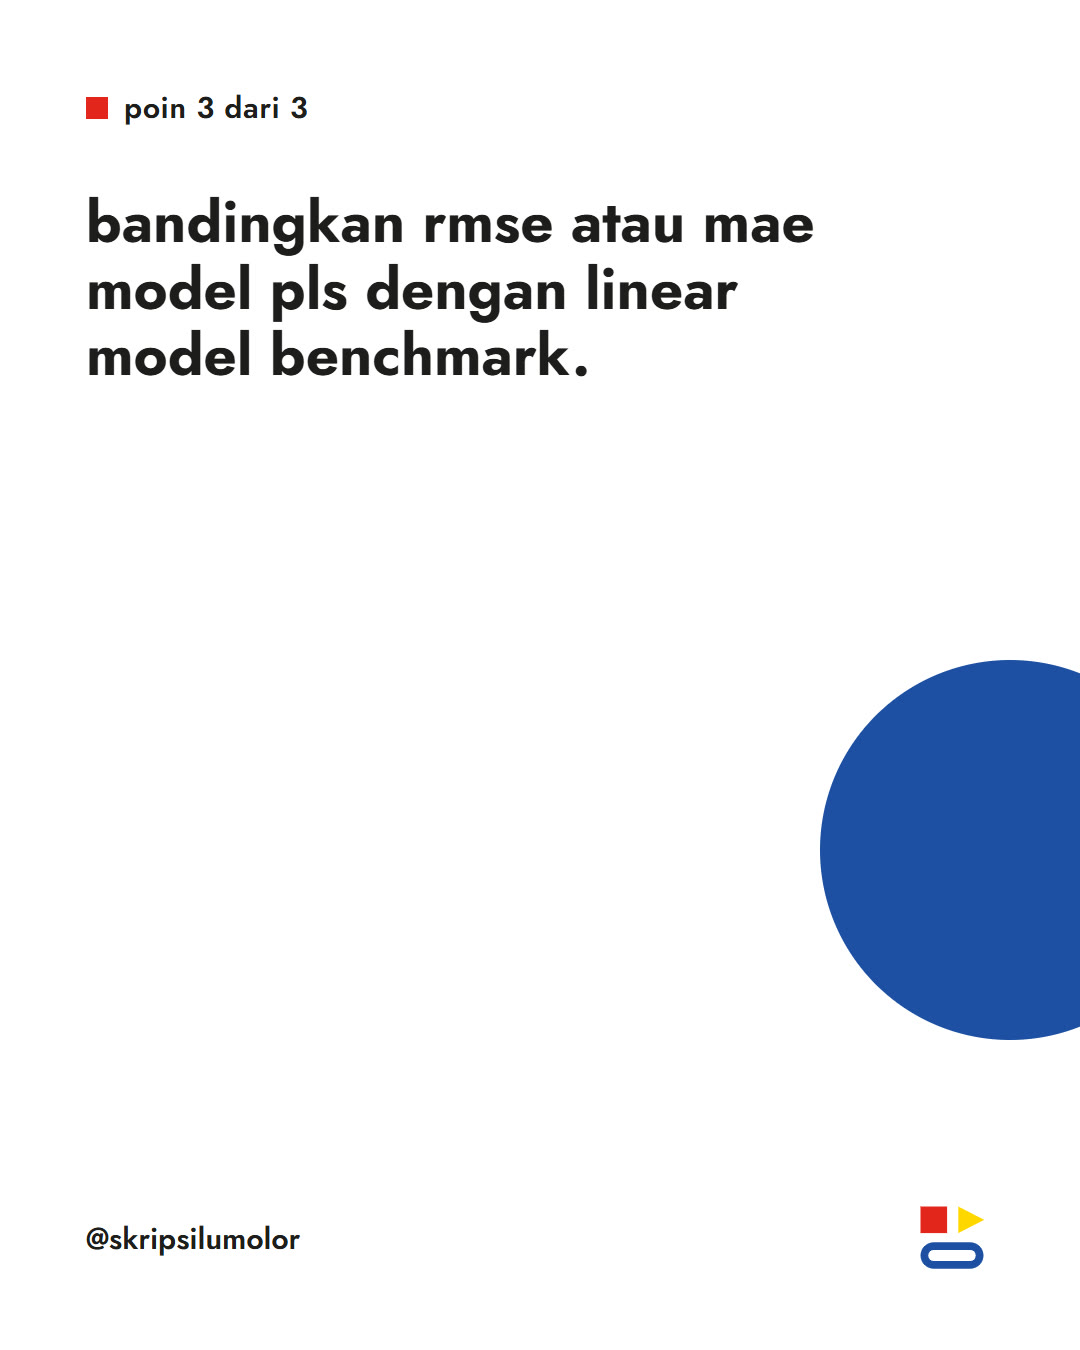 poin 3 dari 3
bandingkan rmse atau mae
model pls dengan linear
model benchmark.
@skripsilumolor